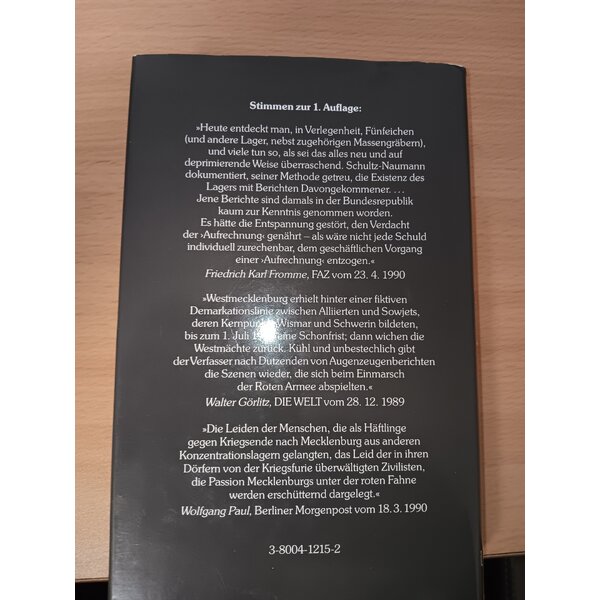 Stimmen zur 1. Auflage:
»Heute entdeckt man, in Verlegenheit, Fünfeichen
(und andere Lager, nebst zugehörigen Massengräbern),
und viele tun so, als sei das alles neu und auf
deprimierende Weise überraschend. Schultz-Naumann
dokumentiert, seiner Methode getreu, die Existenz des
Lagers mit Berichten Davongekommener. ...
Jene Berichte sind damals in der Bundesrepublik
kaum zur Kenntnis genommen worden.
Es hätte die Entspannung gestört, den Verdacht
der ›Aufrechnung‹ genährt – als wäre nicht jede Schuld
individuell zurechenbar, dem geschäftlichen Vorgang
einer ›Aufrechnung‹ entzogen.«
Friedrich Karl Fromme, FAZ vom 23. 4. 1990
»Westmecklenburg erhielt hinter einer fiktiven
Demarkationslinie zwischen Alliierten und Sowjets,
deren Wismar und Schwerin bildeten,
bis zum 1. Juli eine Schonfrist; dann wichen die
Westmächte zurück. Kühl und unbestechlich gibt
der Verfasser nach Dutzenden von Augenzeugenberichten
die Szenen wieder, die sich beim Einmarsch
der Roten Armee abspielten.«
Walter Görlitz, DIE WELT vom 28. 12. 1989
»Die Leiden der Menschen, die als Häftlinge
gegen Kriegsende nach Mecklenburg aus anderen
Konzentrationslagern gelangten, das Leid der in ihren
Dörfern von der Kriegsfurie überwältigten Zivilisten,
die Passion Mecklenburgs unter der roten Fahne
werden erschütternd dargelegt.«
Wolfgang Paul, Berliner Morgenpost vom 18. 3. 1990
3-8004-1215-2